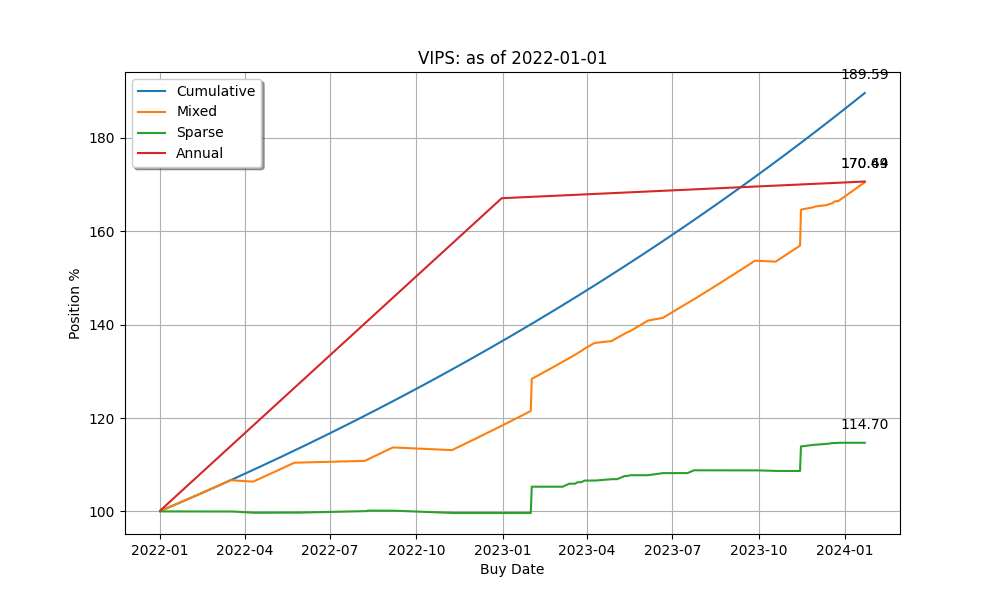 VIPS: as of 2022-01-01
189.59
Cumulative
Mixed
Sparse
Annual
180
160
140
120
100
Position %
114.70
2022-01
2022-04
2022-07
2022-10
2023-01
2023-04
2023-07
2023-10
2024-01
Buy Date